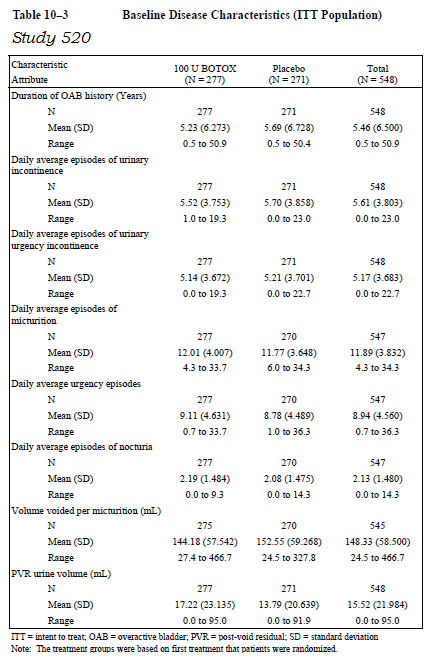 Table 10–3 Baseline Disease Characteristics (ITT Population)
Study 520
Characteristic 100 U BOTOX Placebo Total
Attribute (N = 277) (N = 271) (N = 548)
Duration of OAB history (Years)
N 277 271 548
Mean (SD) 5.23 (6.273) 5.69 (6.728) 5.46 (6.500)
Range 0.5 to 50.9 0.5 to 50.4 0.5 to 50.9
Daily average episodes of urinary
incontinence
N 277 271 548
Mean (SD) 5.52 (3.753) 5.70 (3.858) 5.61 (3.803)
Range 1.0 to 19.3 0.0 to 23.0 0.0 to 23.0
Daily average episodes of urinary
urgency incontinence
N 277 271 548
Mean (SD) 5.14 (3.672) 5.21 (3.701) 5.17 (3.683)
Range 0.0 to 19.3 0.0 to 22.7 0.0 to 22.7
Daily average episodes of
micturition
N 277 270 547
Mean (SD) 12.01 (4.007) 11.77 (3.648) 11.89 (3.832)
Range 4.3 to 33.7 6.0 to 34.3 4.3 to 34.3
Daily average urgency episodes
N 277 270 547
Mean (SD) 9.11 (4.631) 8.78 (4.489) 8.94 (4.560)
Range 0.7 to 33.7 1.0 to 36.3 0.7 to 36.3
Daily average episodes of nocturia
N 277 270 547
Mean (SD) 2.19 (1.484) 2.08 (1.475) 2.13 (1.480)
Range 0.0 to 9.3 0.0 to 14.3 0.0 to 14.3
Volume voided per micturition (mL)
N 275 270 545
Mean (SD) 144.18 (57.542) 152.55 (59.268) 148.33 (58.500)
Range 27.4 to 466.7 24.5 to 327.8 24.5 to 466.7
PVR urine volume (mL)
N 277 271 548
Mean (SD) 17.22 (23.135) 13.79 (20.639) 15.52 (21.984)
Range 0.0 to 95.0 0.0 to 91.9 0.0 to 95.0
ITT = intent to treat; OAB = overactive bladder; PVR = post-void residual; SD = standard deviation
Note: The treatment groups were based on first treatment that patients were randomized.